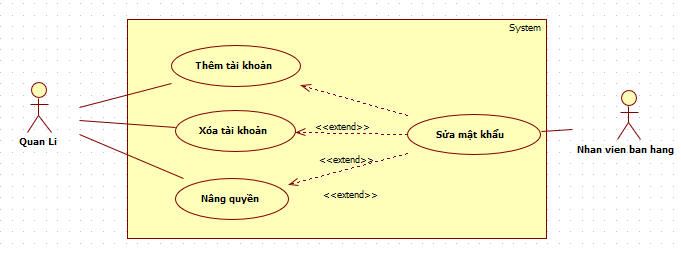 System
Thêm tài khoản
Xóa tài khoản
<<extend>>
Sửa mật khẩu
Quan Li
Nhan vien ban hang
<<extend>>
Nâng quyền
<<extend>>